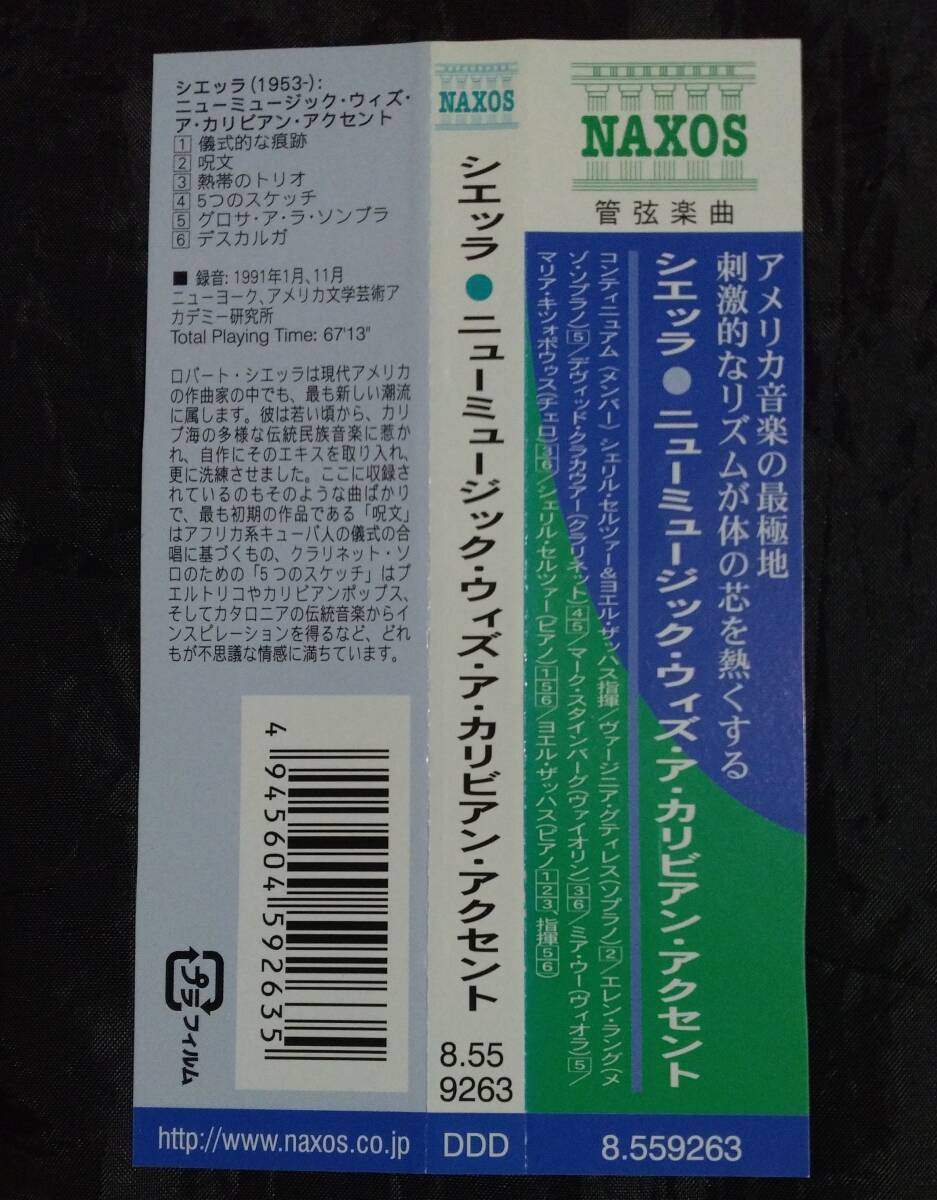 シエッラ(1953-):
ニューミュージック・ウィズ・
ア・カリビアン・アクセント
1 儀式的な痕跡
2 呪文
3 熱帯のトリオ
4 5つのスケッチ
5 グロサ・ア・ラ・ソンブラ
6 デスカルガ
■ 録音: 1991年1月、11月
ニューヨーク、アメリカ文学芸術ア
カデミー研究所
Total Playing Time: 67'13"
ロバート・シエッラは現代アメリカ
の作曲家の中でも、最も新しい潮流
に属します。彼は若い頃から、カリ
ブ海の多様な伝統民族音楽に惹か
れ、自作にそのエキスを取り入れ、
更に洗練させました。ここに収録さ
れているのもそのような曲ばかり
で、最も初期の作品である「呪文」
はアフリカ系キューバ人の儀式の合
唱に基づくもの、クラリネット・ソ
ロのための「5つのスケッチ」はプ
エルトリコやカリビアンポップス、
そしてカタロニアの伝統音楽からイ
ンスピレーションを得るなど、どれ
もが不思議な情感に満ちています。
4945604592635
プラ
フィルム
http://www.naxos.co.jp
NAXOS
シエッラ●ニューミュージック・ウィズ・ア・カリビアン・アクセント
8.55
9263
DDD
NAXOS
管弦楽曲
アメリカ音楽の最極地
刺激的なリズムが体の芯を熱くする
シエッラ●ニューミュージック・ウィズ・ア・カリビアン・アクセント
コンティニュアム(メンバー) シェリル・セルツァー&ヨエル・ザッハス指揮/ヴァージニア・グティレス(ソプラノ)2/エレン・ラング(メ
ゾ・ソプラノ)5/デヴィッド・クラカウアー(クラリネット)45/マーク・スタインバーグ(ヴァイオリン)36/ミア・ウー(ヴィオラ)5/
マリア・キツォポウゥス(チェロ)36/シェリル・セルツァー(ピアノ)156/ヨエル・ザッハス(ピアノ123、指揮56)
8.559263